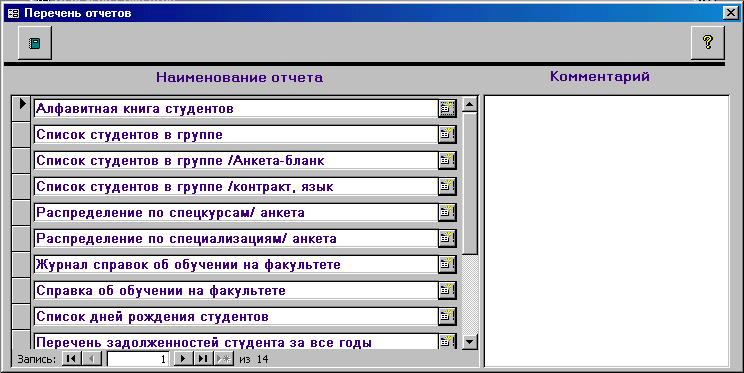 Перечень отчетов
?
Наименование отчета
Комментарий
Алфавитная книга студентов
Список студентов в группе
Список студентов в группе /Анкета-бланк
Список студентов в группе /контракт, язык
Распределение по спецкурсам/ анкета
Распределение по специализациям/ анкета
Журнал справок об обучении на факультете
Справка об обучении на факультете
Список дней рождения студентов
Перечень задолженностей студента за все годы
Запись: 1 из 14